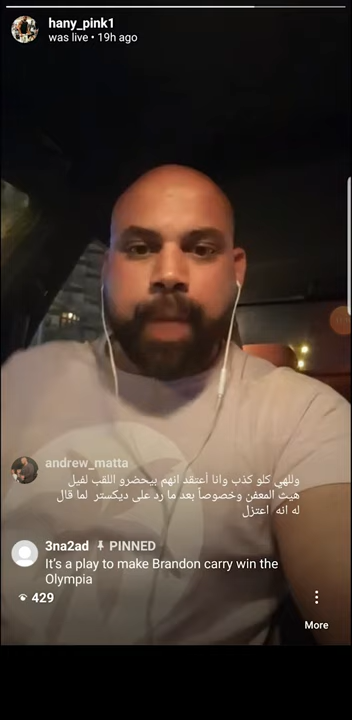 hany_pink1
was live • 19h ago
andrew_matta
وللهي كلو كذب وانا أعتقد انهم بيحضرو اللقب لفيل
هيث المعفن وخصوصاً بعد ما رد على ديكستر لما قال
له انه اعتزل
3na2ad PINNED
It's a play to make Brandon carry win the
Olympia
429
More